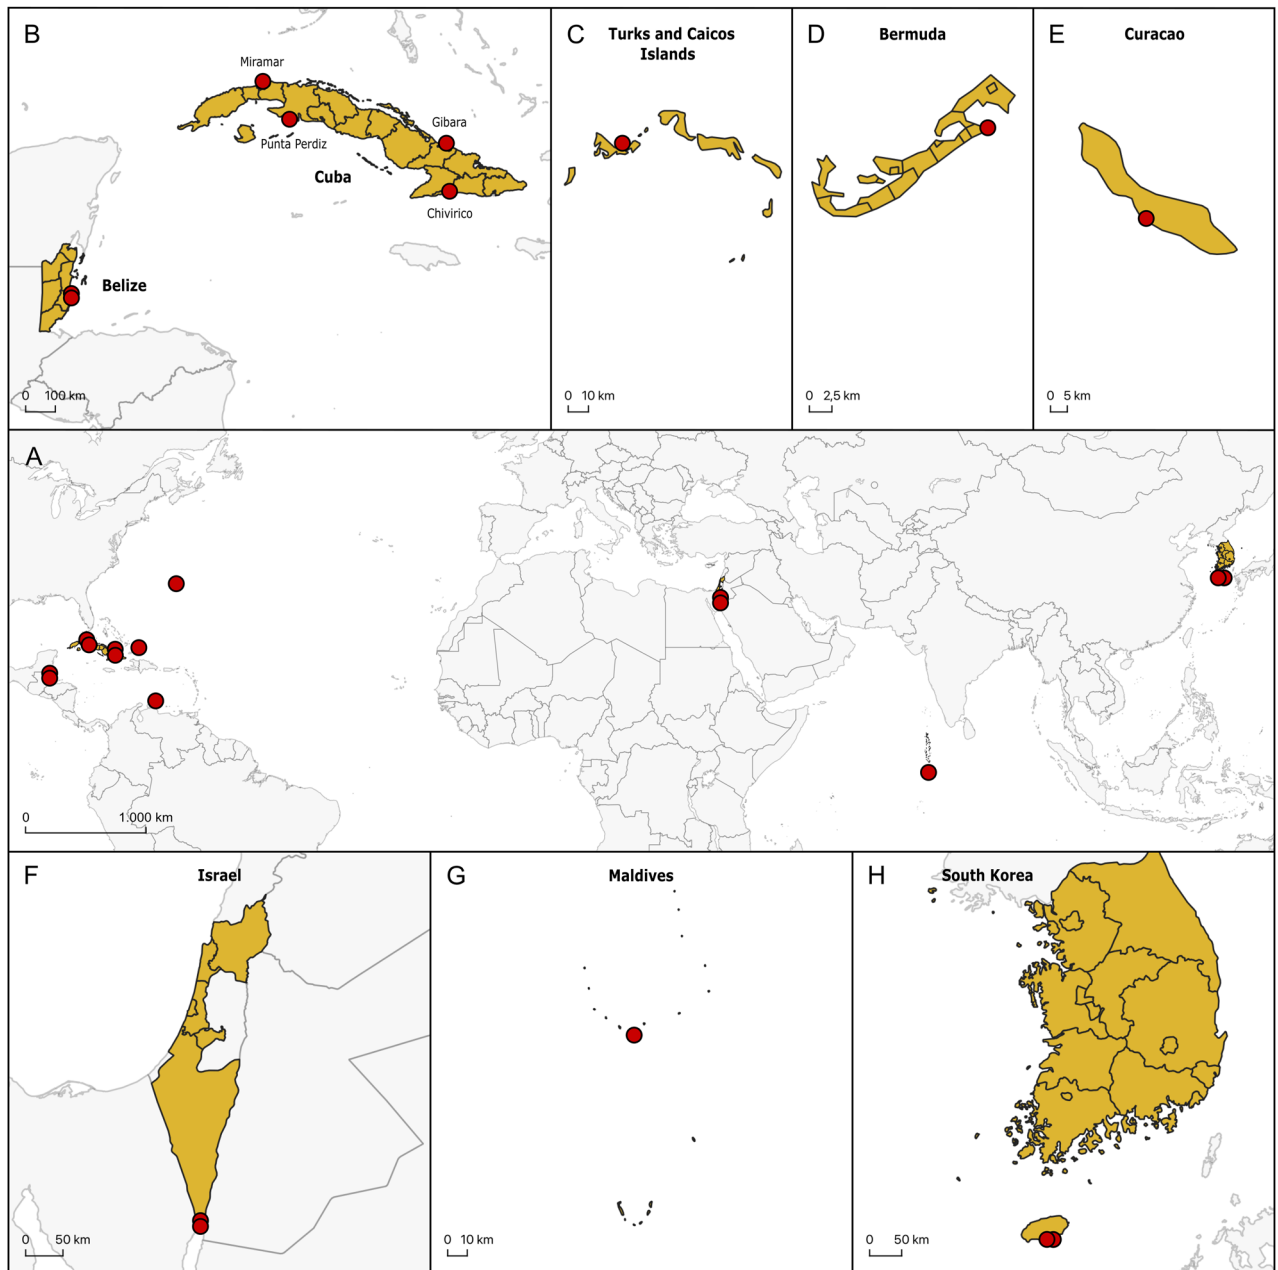 B
Miramar
Gibara
Punta Perdiz
Cuba
Chivirico
Belize
0 100 km
C
Turks and Caicos
Islands
0 10 km
D
Bermuda
0 2,5 km
E
Curacao
0 5 km
A
0 1.000 km
F
Israel
0 50 km
G
Maldives
0 10 km
H
South Korea
0 50 km